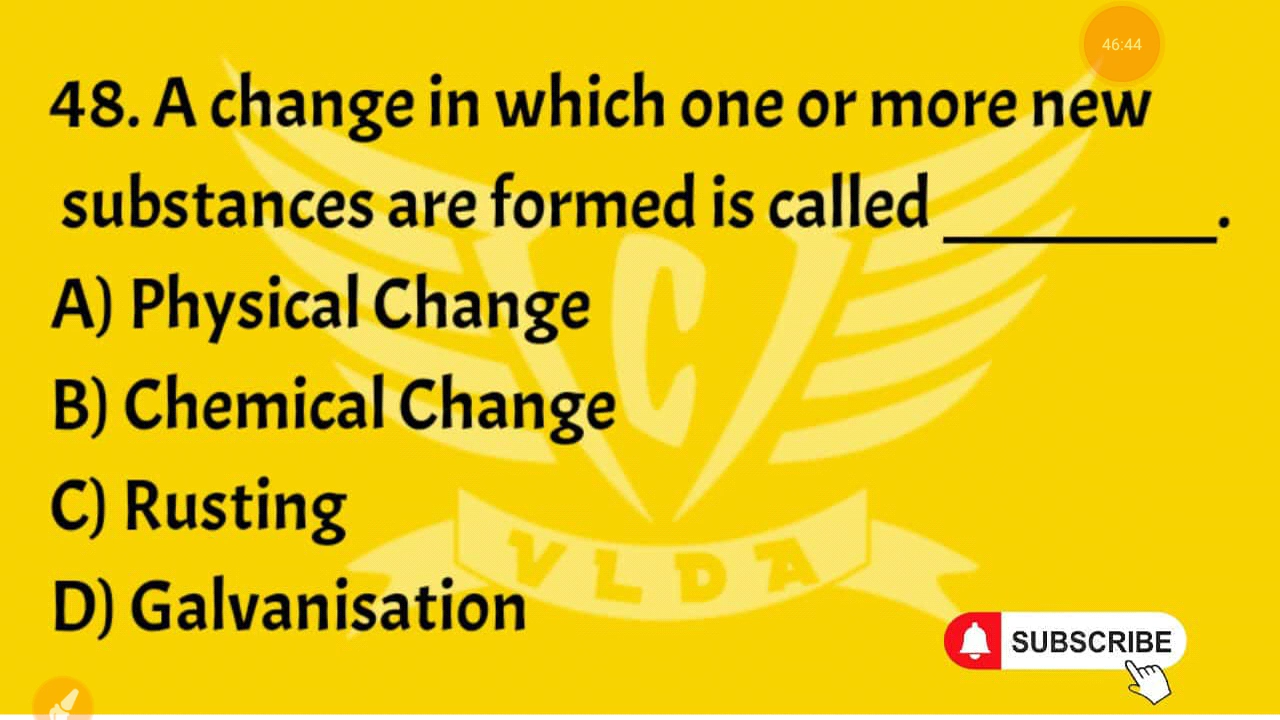 46:44
48. A change in which one or more new
substances are formed is called __________.
A) Physical Change
B) Chemical Change
C) Rusting
D) Galvanisation
C
VLDA
SUBSCRIBE